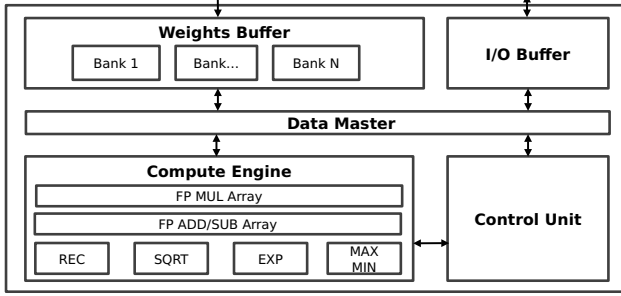 Weights Buffer
Bank 1
Bank...
Bank N
I/O Buffer
Data Master
Compute Engine
FP MUL Array
FP ADD/SUB Array
REC
SQRT
EXP
MAX
MIN
Control Unit